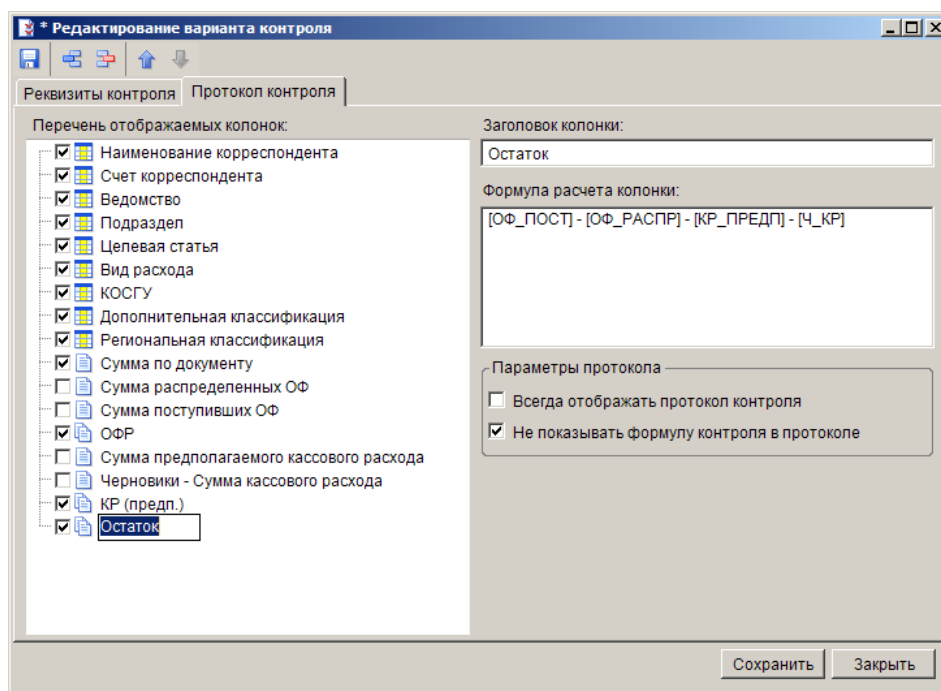 * Редактирование варианта контроля
Реквизиты контроля
Протокол контроля
Перечень отображаемых колонок:
Наименование корреспондента
Счет корреспондента
Ведомство
Подраздел
Целевая статья
Вид расхода
КОСГУ
Дополнительная классификация
Региональная классификация
Сумма по документу
Сумма распределенных ОФ
Сумма поступивших ОФ
ОФР
Сумма предполагаемого кассового расхода
Черновики - Сумма кассового расхода
КР (предп.)
Остаток
Заголовок колонки:
Остаток
Формула расчета колонки:
[ОФ_ПОСТ] - [ОФ_РАСПР] - [КР_ПРЕДП] - [Ч_КР]
Параметры протокола
Всегда отображать протокол контроля
Не показывать формулу контроля в протоколе
Сохранить
Закрыть